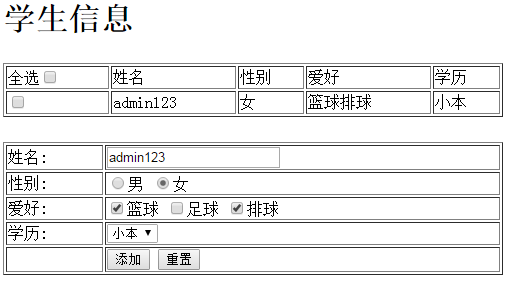 学生信息
全选 姓名 性别 爱好 学历
admin123 女 篮球排球 小本
姓名: admin123
性别: 男 女
爱好: 篮球 足球 排球
学历: 小本
添加 重置